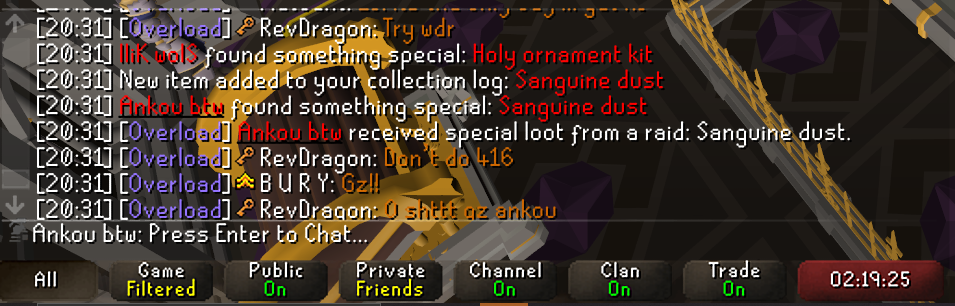 [20:31] [Overload] RevDragon: Try wdr
[20:31] lliK walS found something special: Holy ornament kit
[20:31] New item added to your collection log: Sanguine dust
[20:31] Ankou btw found something special: Sanguine dust
[20:31] [Overload] Ankou btw received special loot from a raid: Sanguine dust.
[20:31] [Overload] RevDragon: Don't do 416
[20:31] [Overload] B U R Y: Gz!!
[20:31] [Overload] RevDragon: O shttt gz ankou
Ankou btw: Press Enter to Chat...
All Game Filtered Public On Private Friends Channel On Clan On Trade On 02:19:25